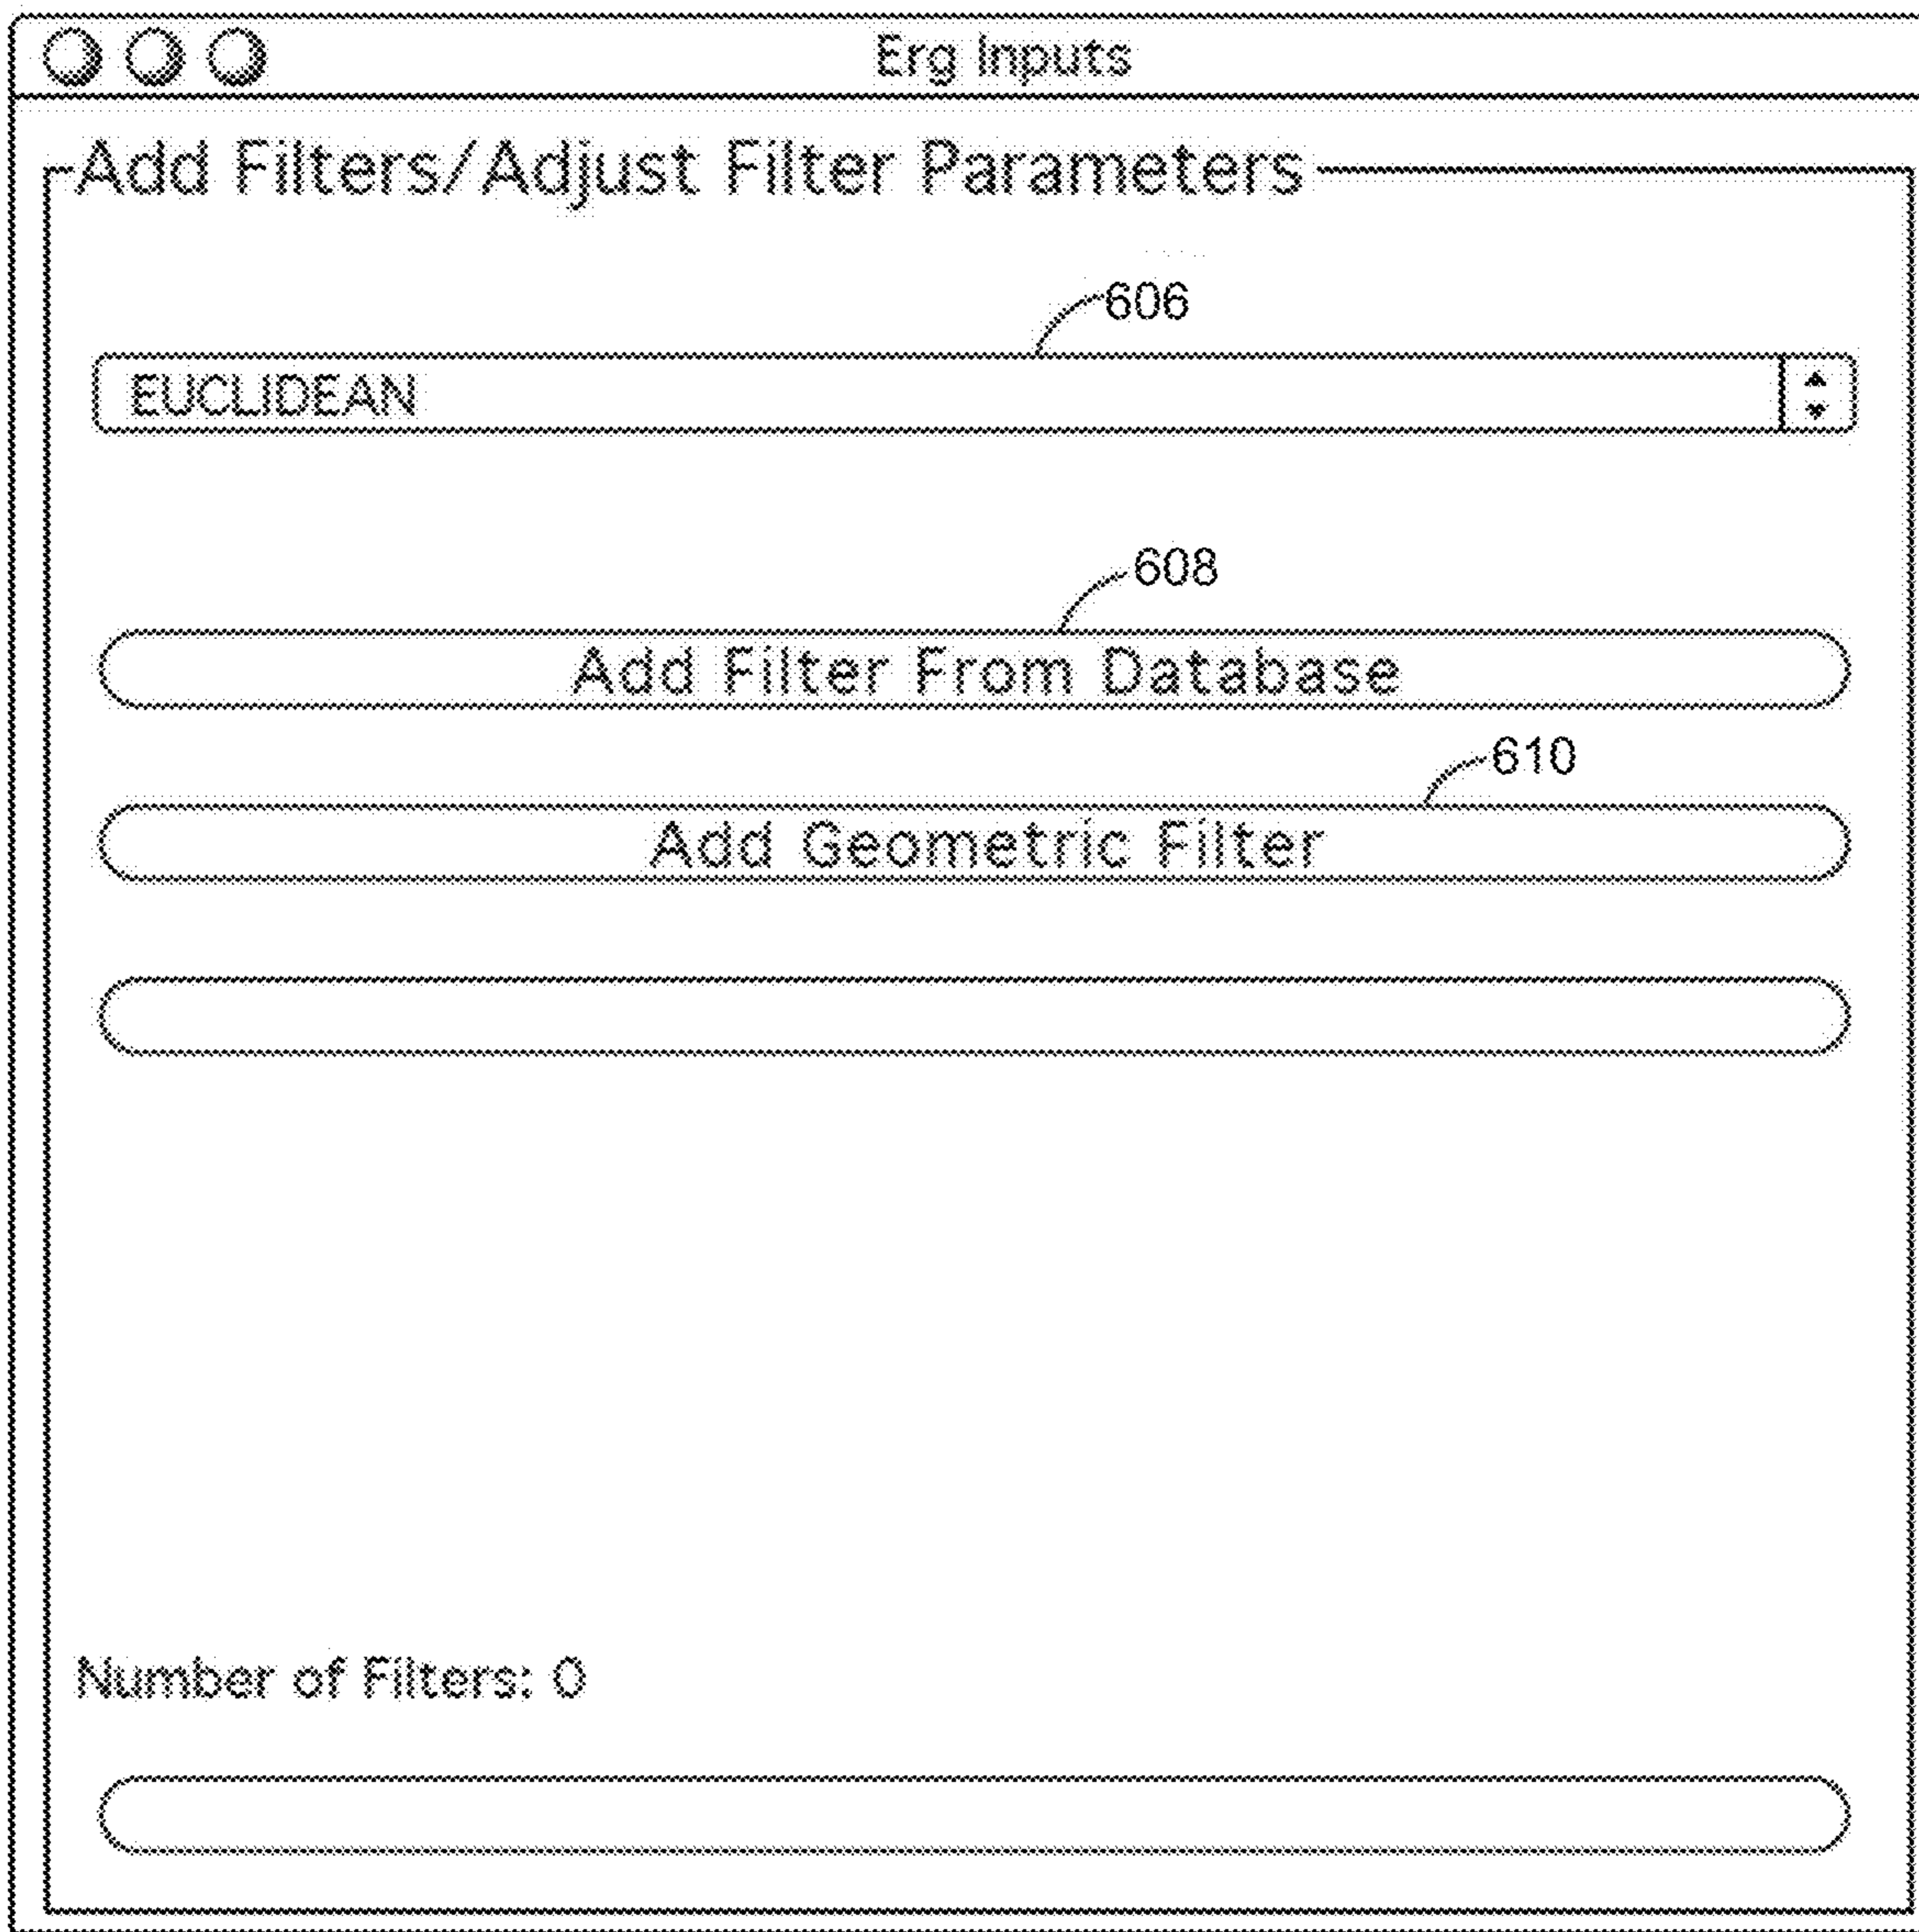 Erg Inputs
Add Filters/Adjust Filter Parameters
606
EUCLIDEAN
608
Add Filter From Database
610
Add Geometric Filter
Number of Filters: 0